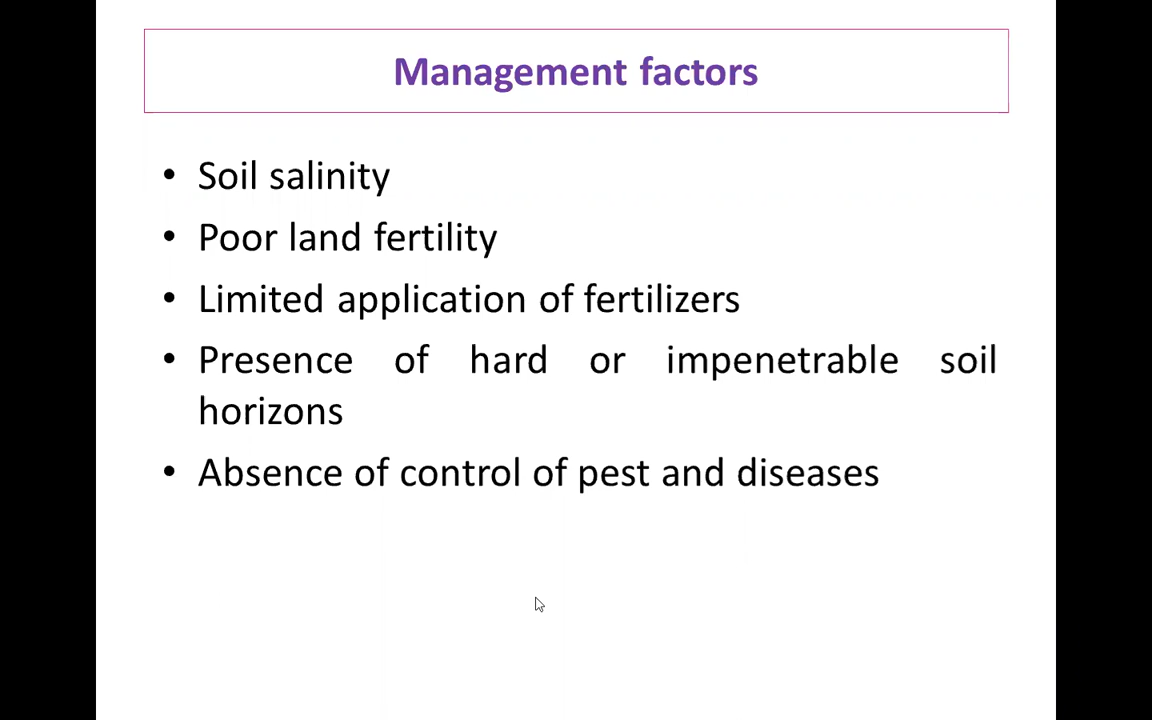 Management factors
• Soil salinity
• Poor land fertility
• Limited application of fertilizers
• Presence of hard or impenetrable soil
horizons
• Absence of control of pest and diseases